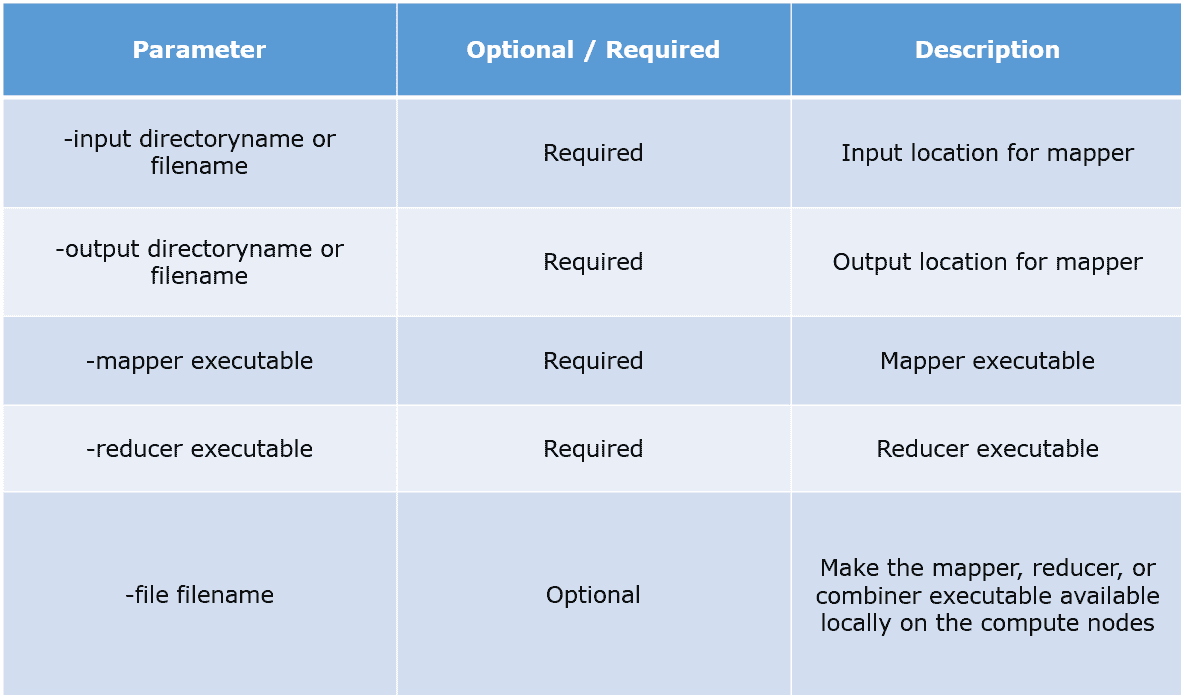 Parameter
Optional / Required
Description
-input directoryname or
filename
Required
Input location for mapper
-output directoryname or
filename
Required
Output location for mapper
-mapper executable
Required
Mapper executable
-reducer executable
Required
Reducer executable
-file filename
Optional
Make the mapper, reducer, or
combiner executable available
locally on the compute nodes